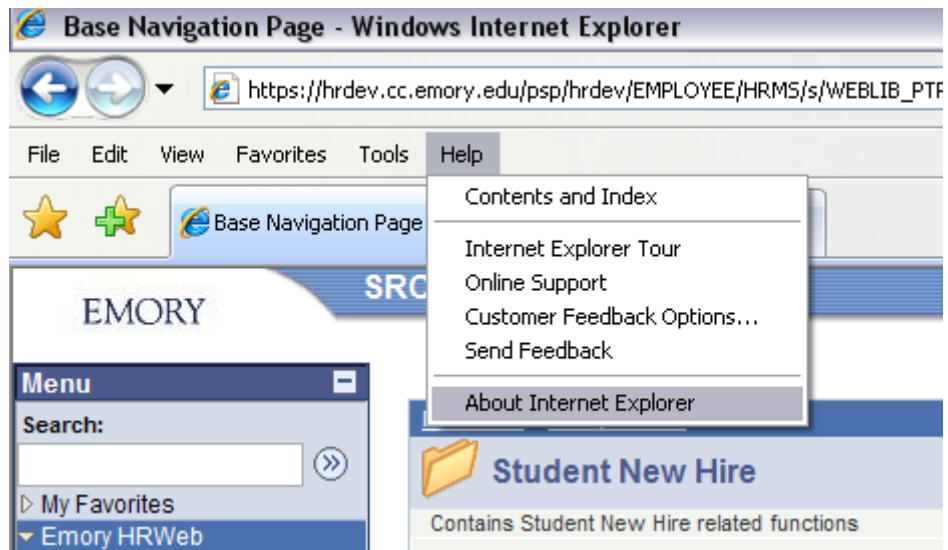 Base Navigation Page - Windows Internet Explorer
https://hrdev.cc.emory.edu/psp/hrdev/EMPLOYEE/HRMS/s/WEBLIB_PTP
File Edit View Favorites Tools Help
Contents and Index
Base Navigation Page
Internet Explorer Tour
Online Support
Customer Feedback Options...
Send Feedback
About Internet Explorer
EMORY
SRC
Menu
Search:
My Favorites
Emory HRWeb
Student New Hire
Contains Student New Hire related functions